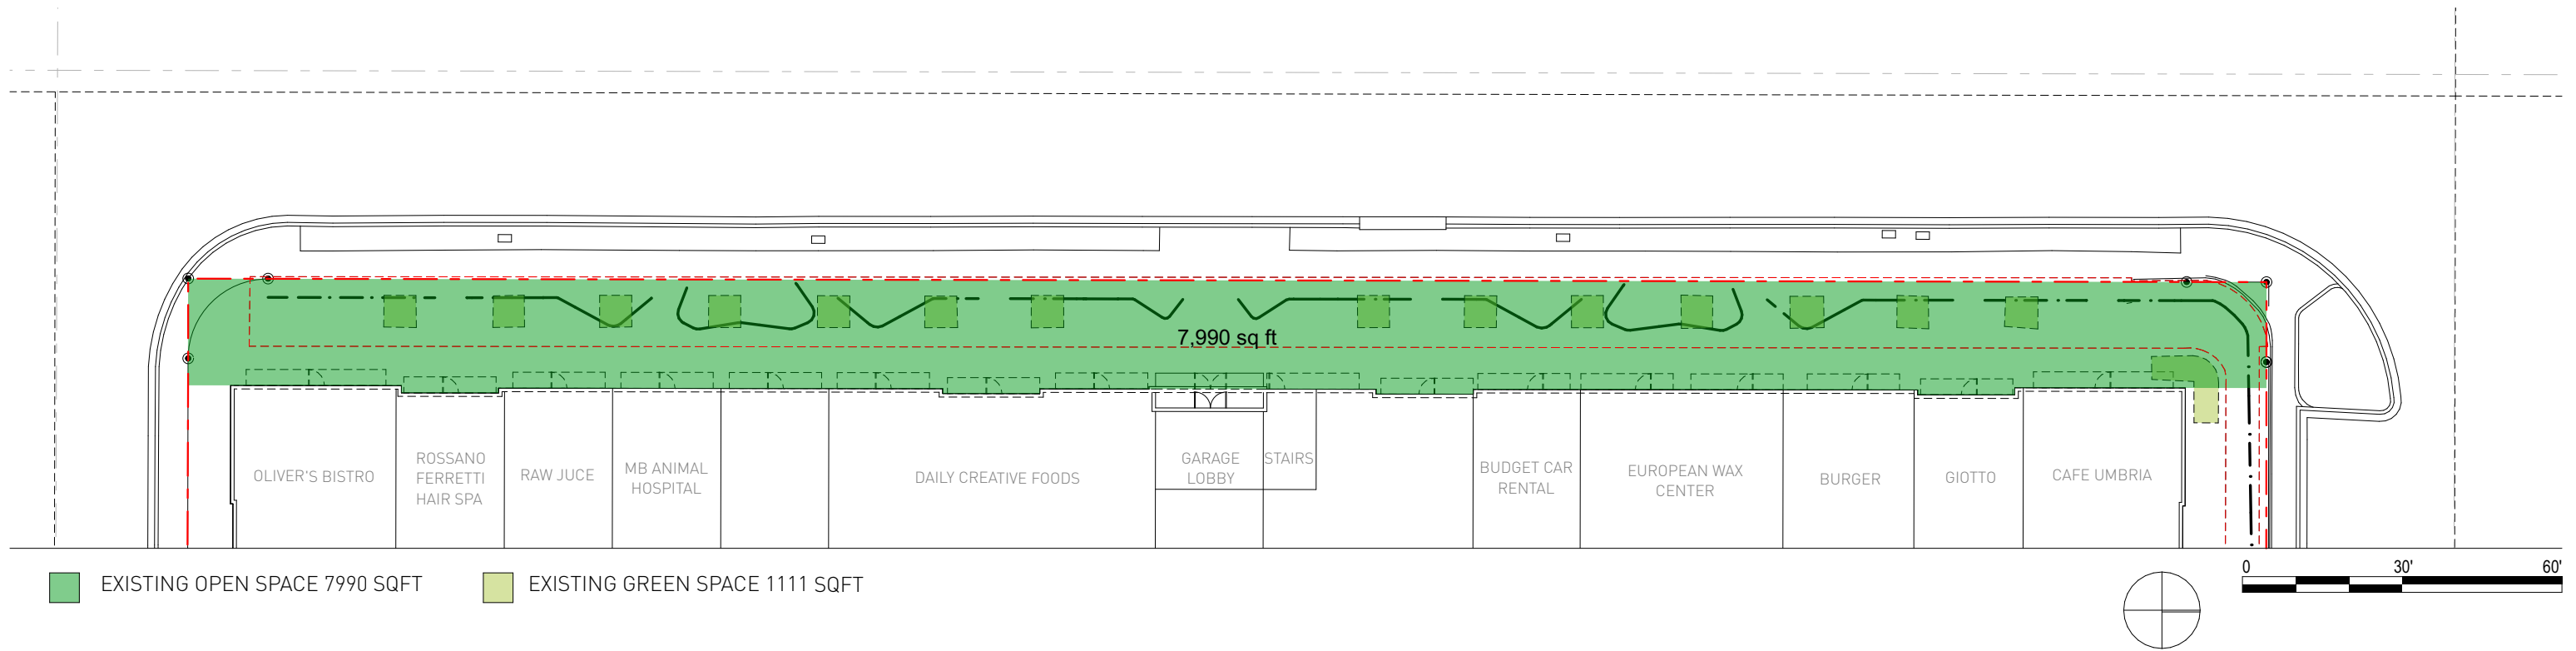 7,990 sq ft
OLIVER'S BISTRO
ROSSANO
FERRETTI
HAIR SPA
RAW JUCE
MB ANIMAL
HOSPITAL
DAILY CREATIVE FOODS
GARAGE
LOBBY
STAIRS
BUDGET CAR
RENTAL
EUROPEAN WAX
CENTER
BURGER
GIOTTO
CAFE UMBRIA
EXISTING OPEN SPACE 7990 SQFT
EXISTING GREEN SPACE 1111 SQFT
0 30' 60'